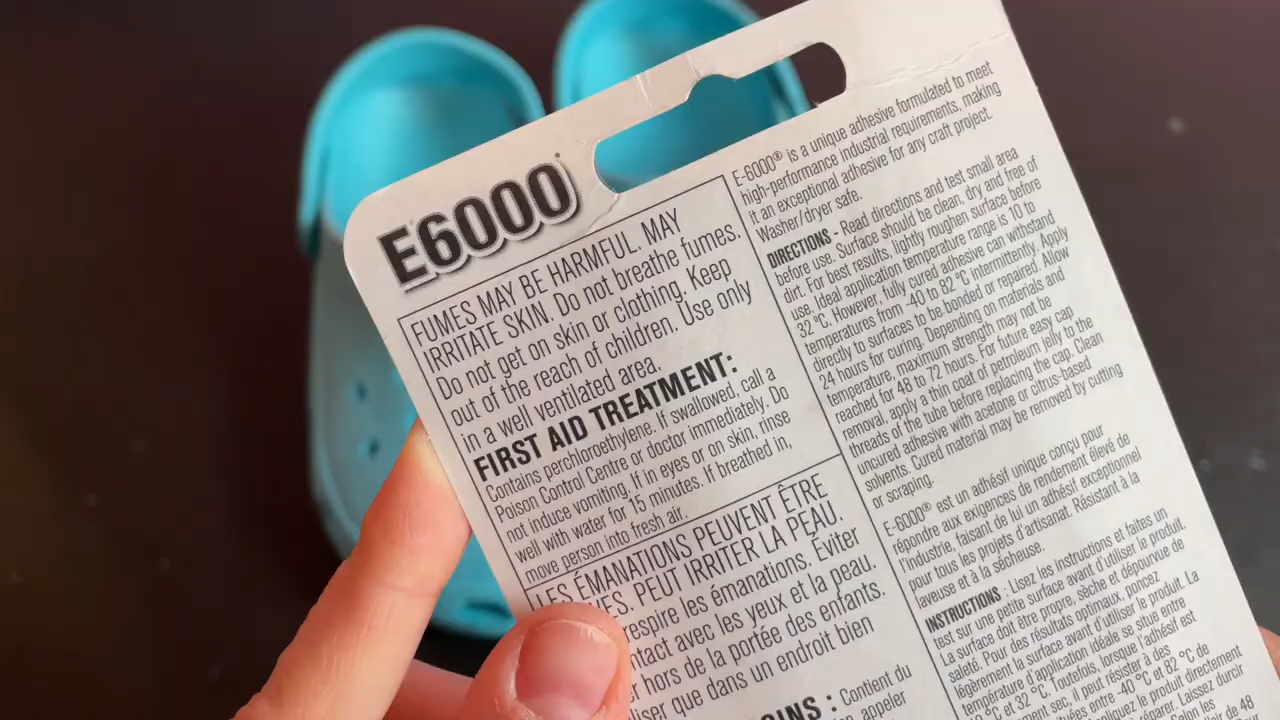 E6000
FUMES MAY BE HARMFUL. MAY
IRRITATE SKIN. Do not breathe fumes.
Do not get on skin or clothing. Keep
out of the reach of children. Use only
in a well ventilated area.
FIRST AID TREATMENT:
Contains perchloroethylene. If swallowed, call a
Poison Control Centre or doctor immediately. Do
not induce vomiting. If in eyes or on skin, rinse
well with water for 15 minutes. If breathed in,
move person into fresh air.
LES ÉMANATIONS PEUVENT ÊTRE
ES. PEUT IRRITER LA PEAU.
respire les émanations. Éviter
ntact avec les yeux et la peau.
r hors de la portée des enfants.
liser que dans un endroit bien
INS : Contient du
appeler
E-6000® is a unique adhesive formulated to meet
high-performance industrial requirements, making
it an exceptional adhesive for any craft project.
Washer/dryer safe.
DIRECTIONS - Read directions and test small area
before use. Surface should be clean, dry and free of
dirt. For best results, lightly roughen surface before
use. Ideal application temperature range is 10 to
32 °C. However, fully cured adhesive can withstand
temperatures from -40 to 82 °C intermittently. Apply
directly to surfaces to be bonded or repaired. Allow
24 hours for curing. Depending on materials and
temperature, maximum strength may not be
reached for 48 to 72 hours. For future easy cap
removal, apply a thin coat of petroleum jelly to the
threads of the tube before replacing the cap. Clean
uncured adhesive with acetone or citrus-based
solvents. Cured material may be removed by cutting
or scraping.
E-6000® est un adhésif unique conçu pour
répondre aux exigences de rendement élevé de
l'industrie, faisant de lui un adhésif exceptionnel
pour tous les projets d'artisanat. Résistant à la
laveuse et à la sécheuse.
INSTRUCTIONS : Lisez les instructions et faites un
test sur une petite surface avant d'utiliser le produit.
La surface doit être propre, sèche et dépourvue de
saleté. Pour des résultats optimaux, poncez
légèrement la surface avant d'utiliser le produit. La
température d'application idéale se situe entre
10 °C et 32 °C. Toutefois, lorsque l'adhésif est
sec, il peut résister à des
entre -40 °C et 82 °C de
le produit directement
Laissez durcir
les
de 48